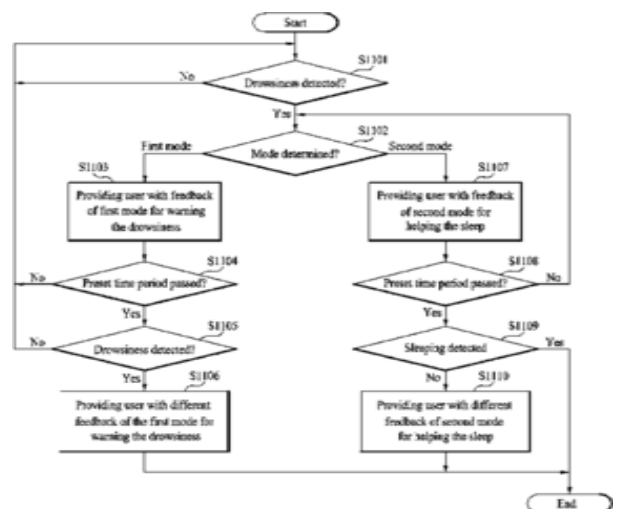 Start
S1101
No
Drowsiness detected?
Yes
S1102
First mode
Mode determined?
Second mode
S1103
S1107
Providing user with feedback
of first mode for warning
the drowsiness
Providing user with feedback
of second mode for
helping the sleep
S1104
S1108
No
Preset time period passed?
Preset time period passed?
No
Yes
Yes
S1105
S1109
No
Drowsiness detected?
Sleeping detected
Yes
Yes
S1106
No
S1110
Providing user with different
feedback of the first mode for
warning the drowsiness
Providing user with different
feedback of second mode
for helping the sleep
End